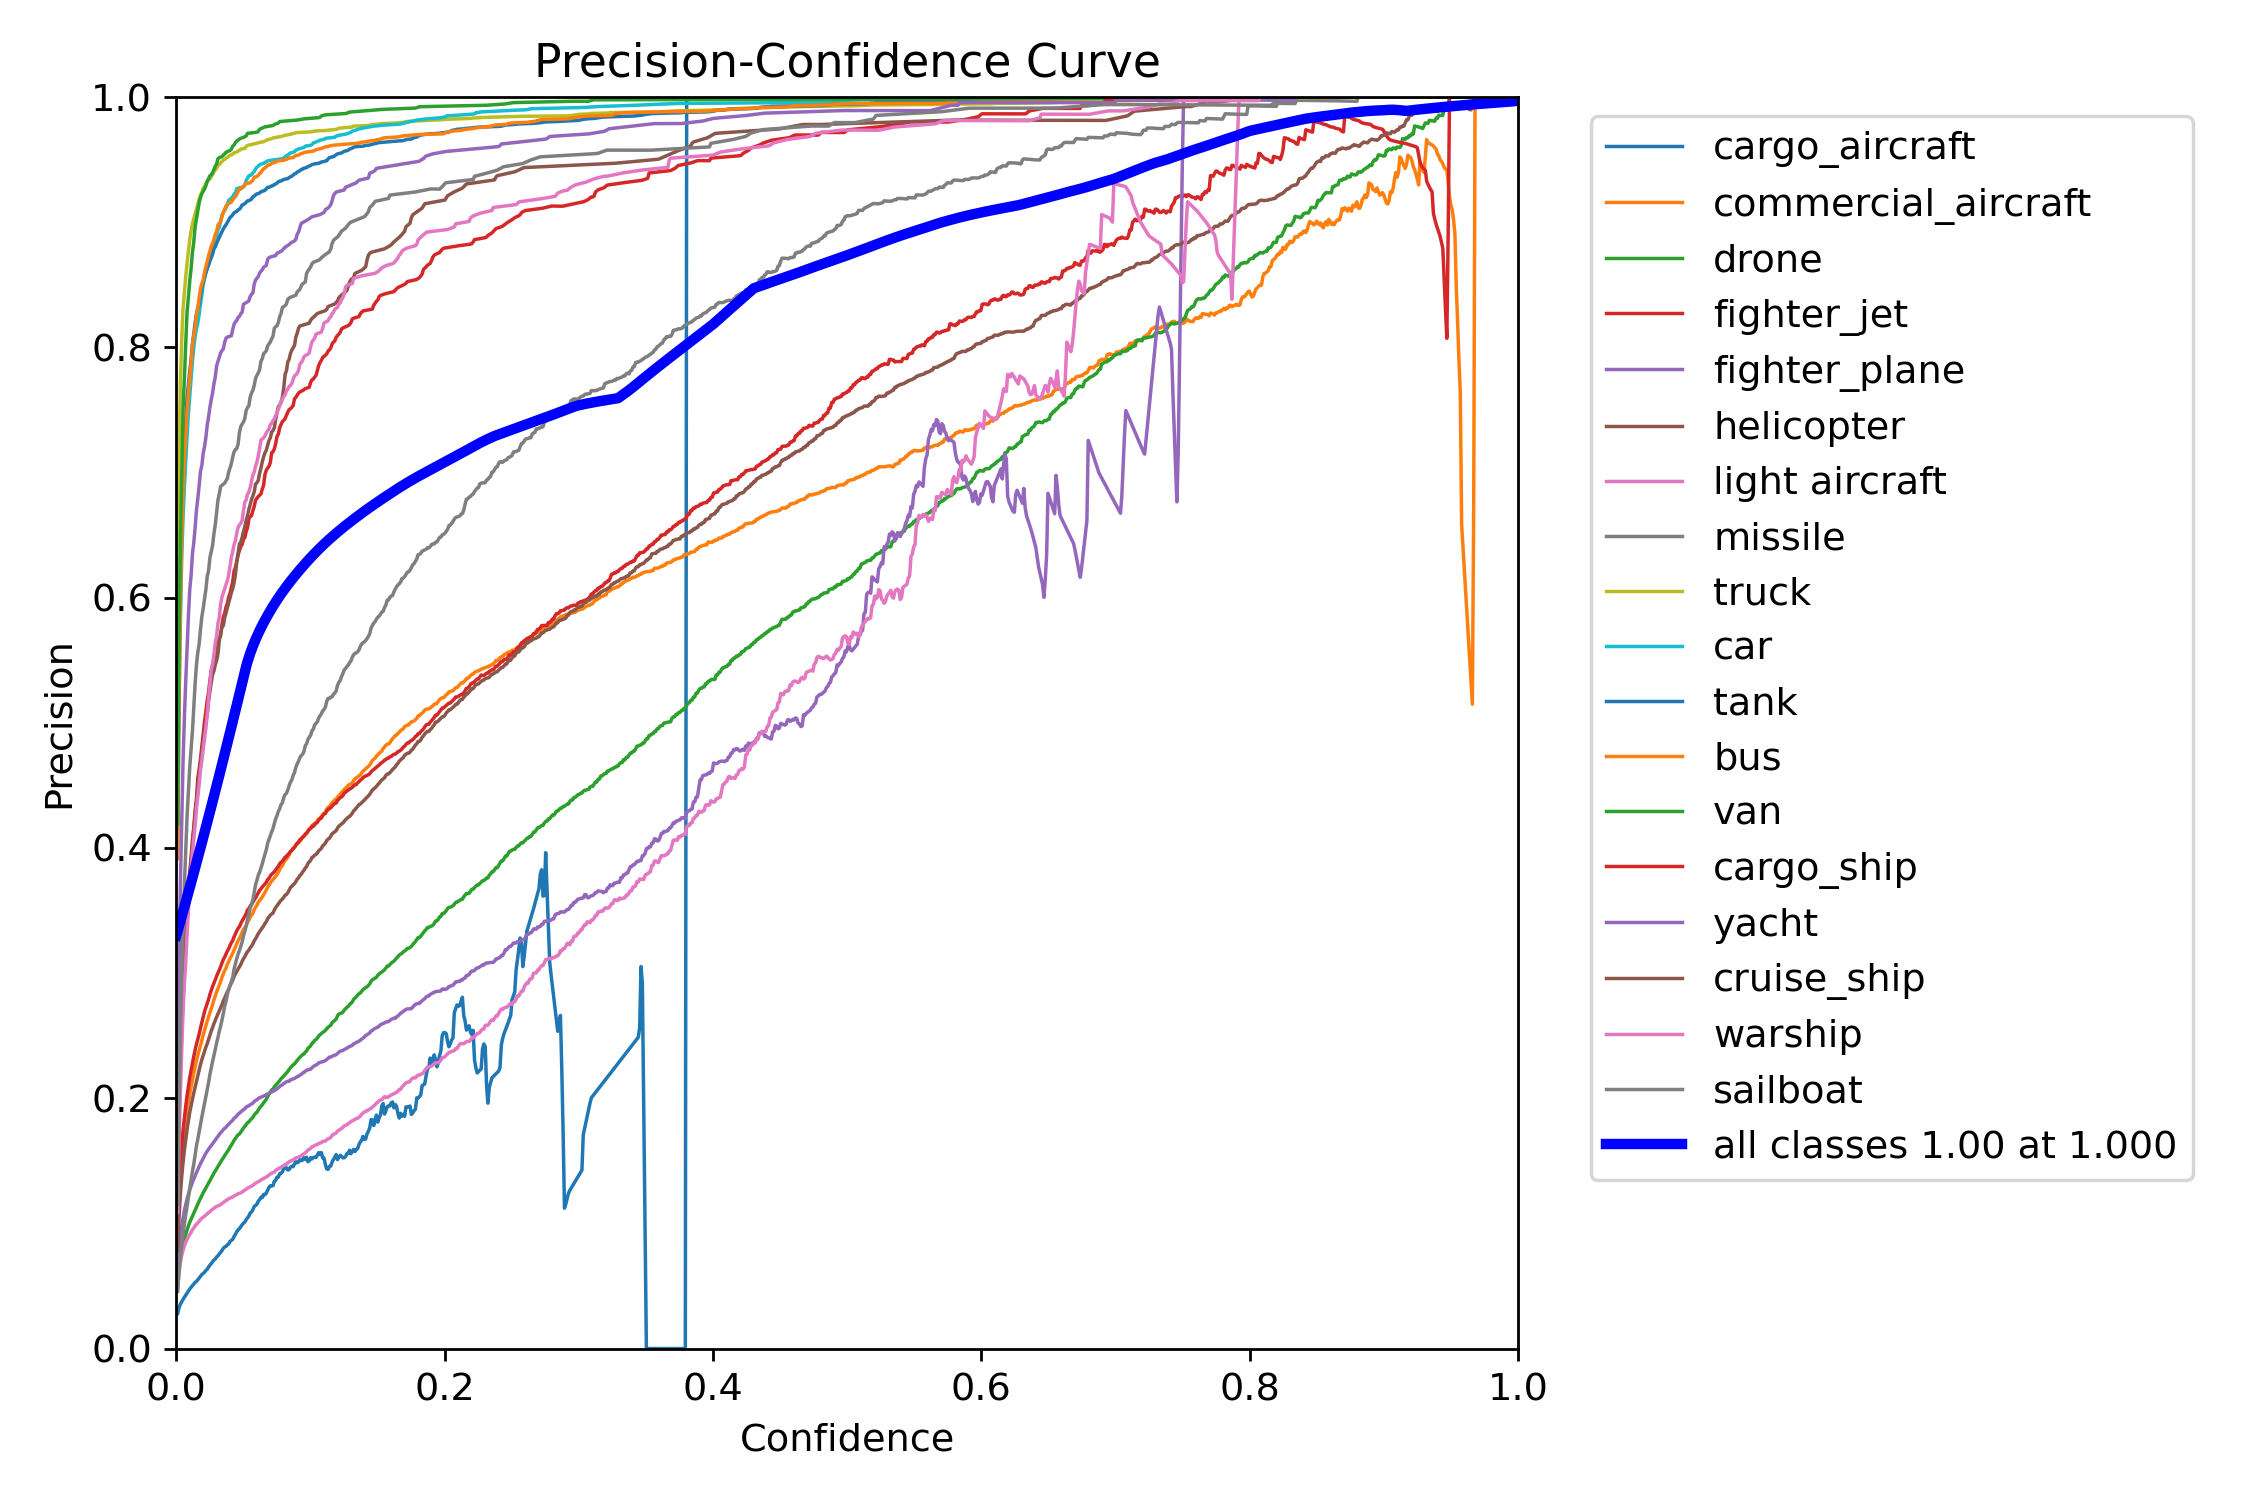 Precision-Confidence Curve
1.0
0.8
0.6
0.4
0.2
0.0
Precision
0.0 0.2 0.4 0.6 0.8 1.0
Confidence
cargo_aircraft
commercial_aircraft
drone
fighter_jet
fighter_plane
helicopter
light aircraft
missile
truck
car
tank
bus
van
cargo_ship
yacht
cruise_ship
warship
sailboat
all classes 1.00 at 1.000